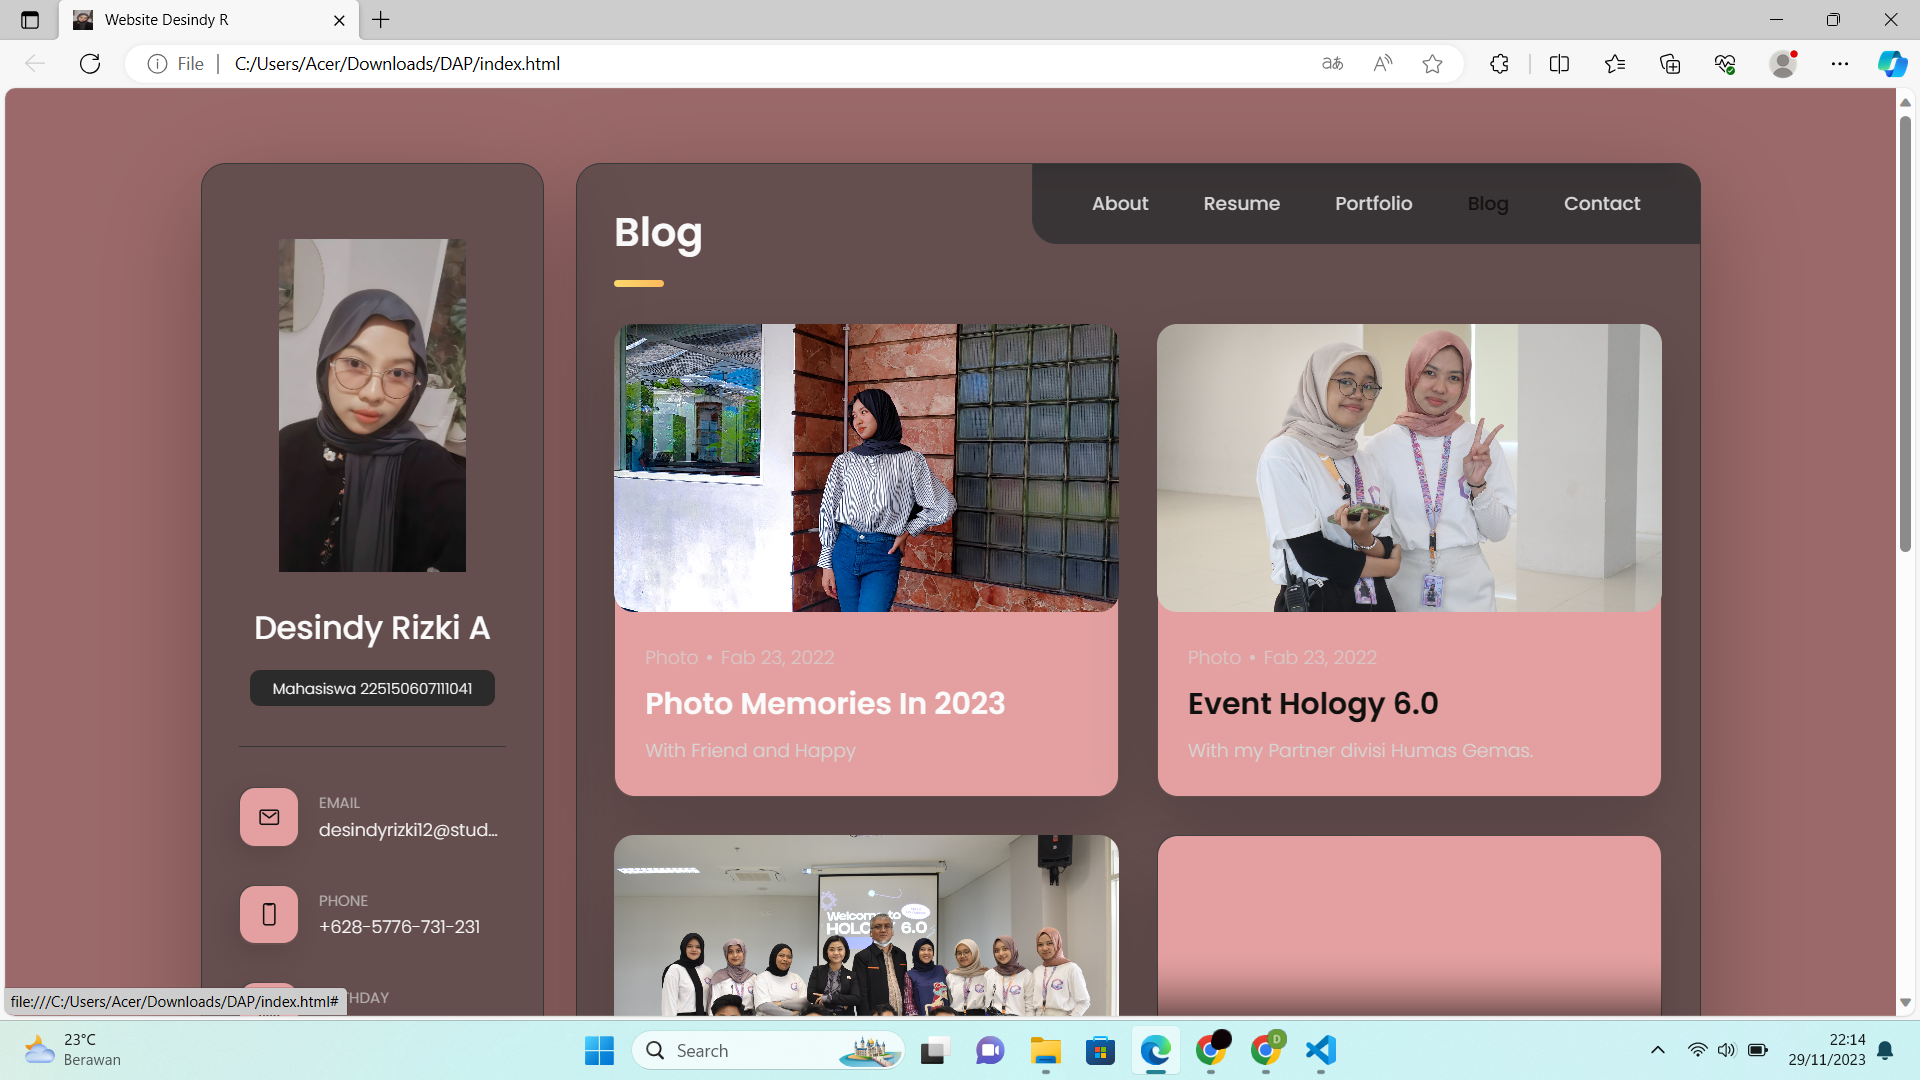 Website Desindy R
File
C:/Users/Acer/Downloads/DAP/index.html
About
Resume
Portfolio
Blog
Contact
Blog
Desindy Rizki A
Mahasiswa 225150607111041
EMAIL
desindyrizki12@stud...
PHONE
+628-5776-731-231
HDAY
Photo • Fab 23, 2022
Photo Memories In 2023
With Friend and Happy
Photo • Fab 23, 2022
Event Hology 6.0
With my Partner divisi Humas Gemas.
Welcome to
HOLO 6.0
file:///C:/Users/Acer/Downloads/DAP/index.html#
23°C
Berawan
Search
D
22:14
29/11/2023